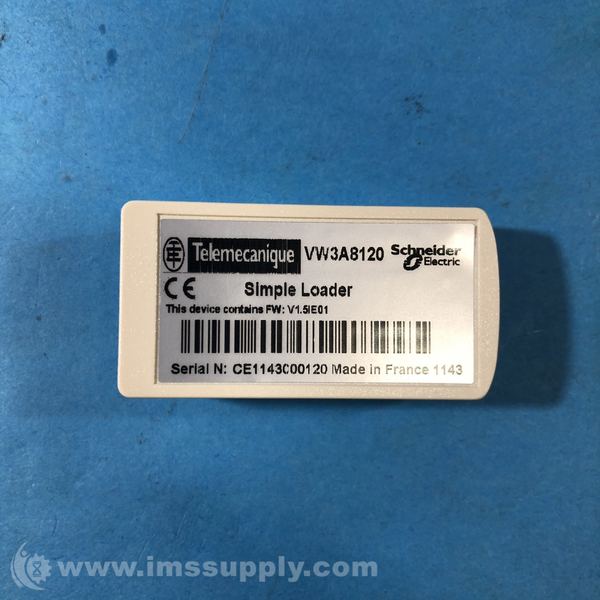 Telemecanique VW3A8120 Schneider Electric
CE Simple Loader
This device contains FW: V1.5IE01
Serial N: CE1143000120 Made in France 1143
www.imssupply.com